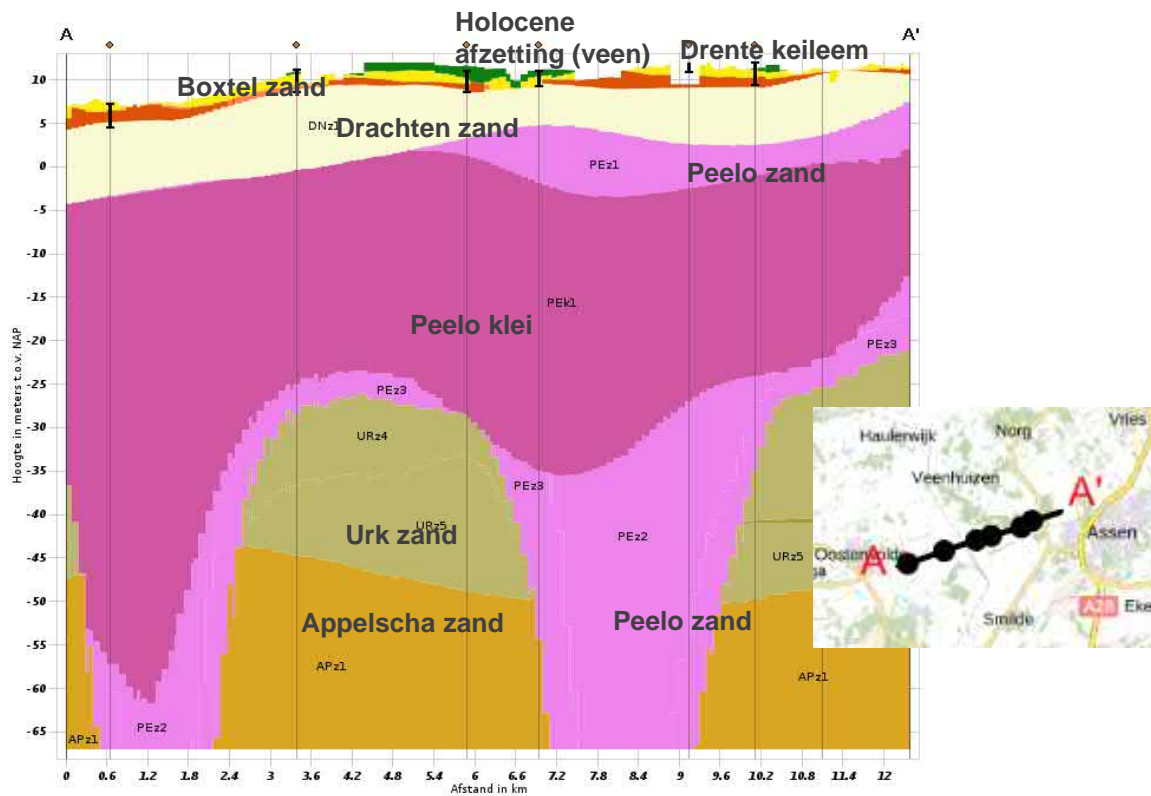 A
A'
Holocene
afzetting (veen)
Drente keileem
Boxtel zand
DNz1
Drachten zand
PEz1
Peelo zand
PEk1
Peelo klei
PEz3
PEz3
URz4
PEz3
URz5
Urk zand
PEz2
URz5
Appelscha zand
Peelo zand
APz1
APz1
PEz2
APz1
Hoogte in meters t.o.v. NAP
10
5
0
-5
-10
-15
-20
-25
-30
-35
-40
-45
-50
-55
-60
-65
0 0.6 1.2 1.8 2.4 3 3.6 4.2 4.8 5.4 6 6.6 7.2 7.8 8.4 9 9.6 10.2 10.8 11.4 12
Afstand in km
Haulerwijk
Norg
Vries
Veenhuizen
A'
Assen
A
ga
Smilde
A28
Eke